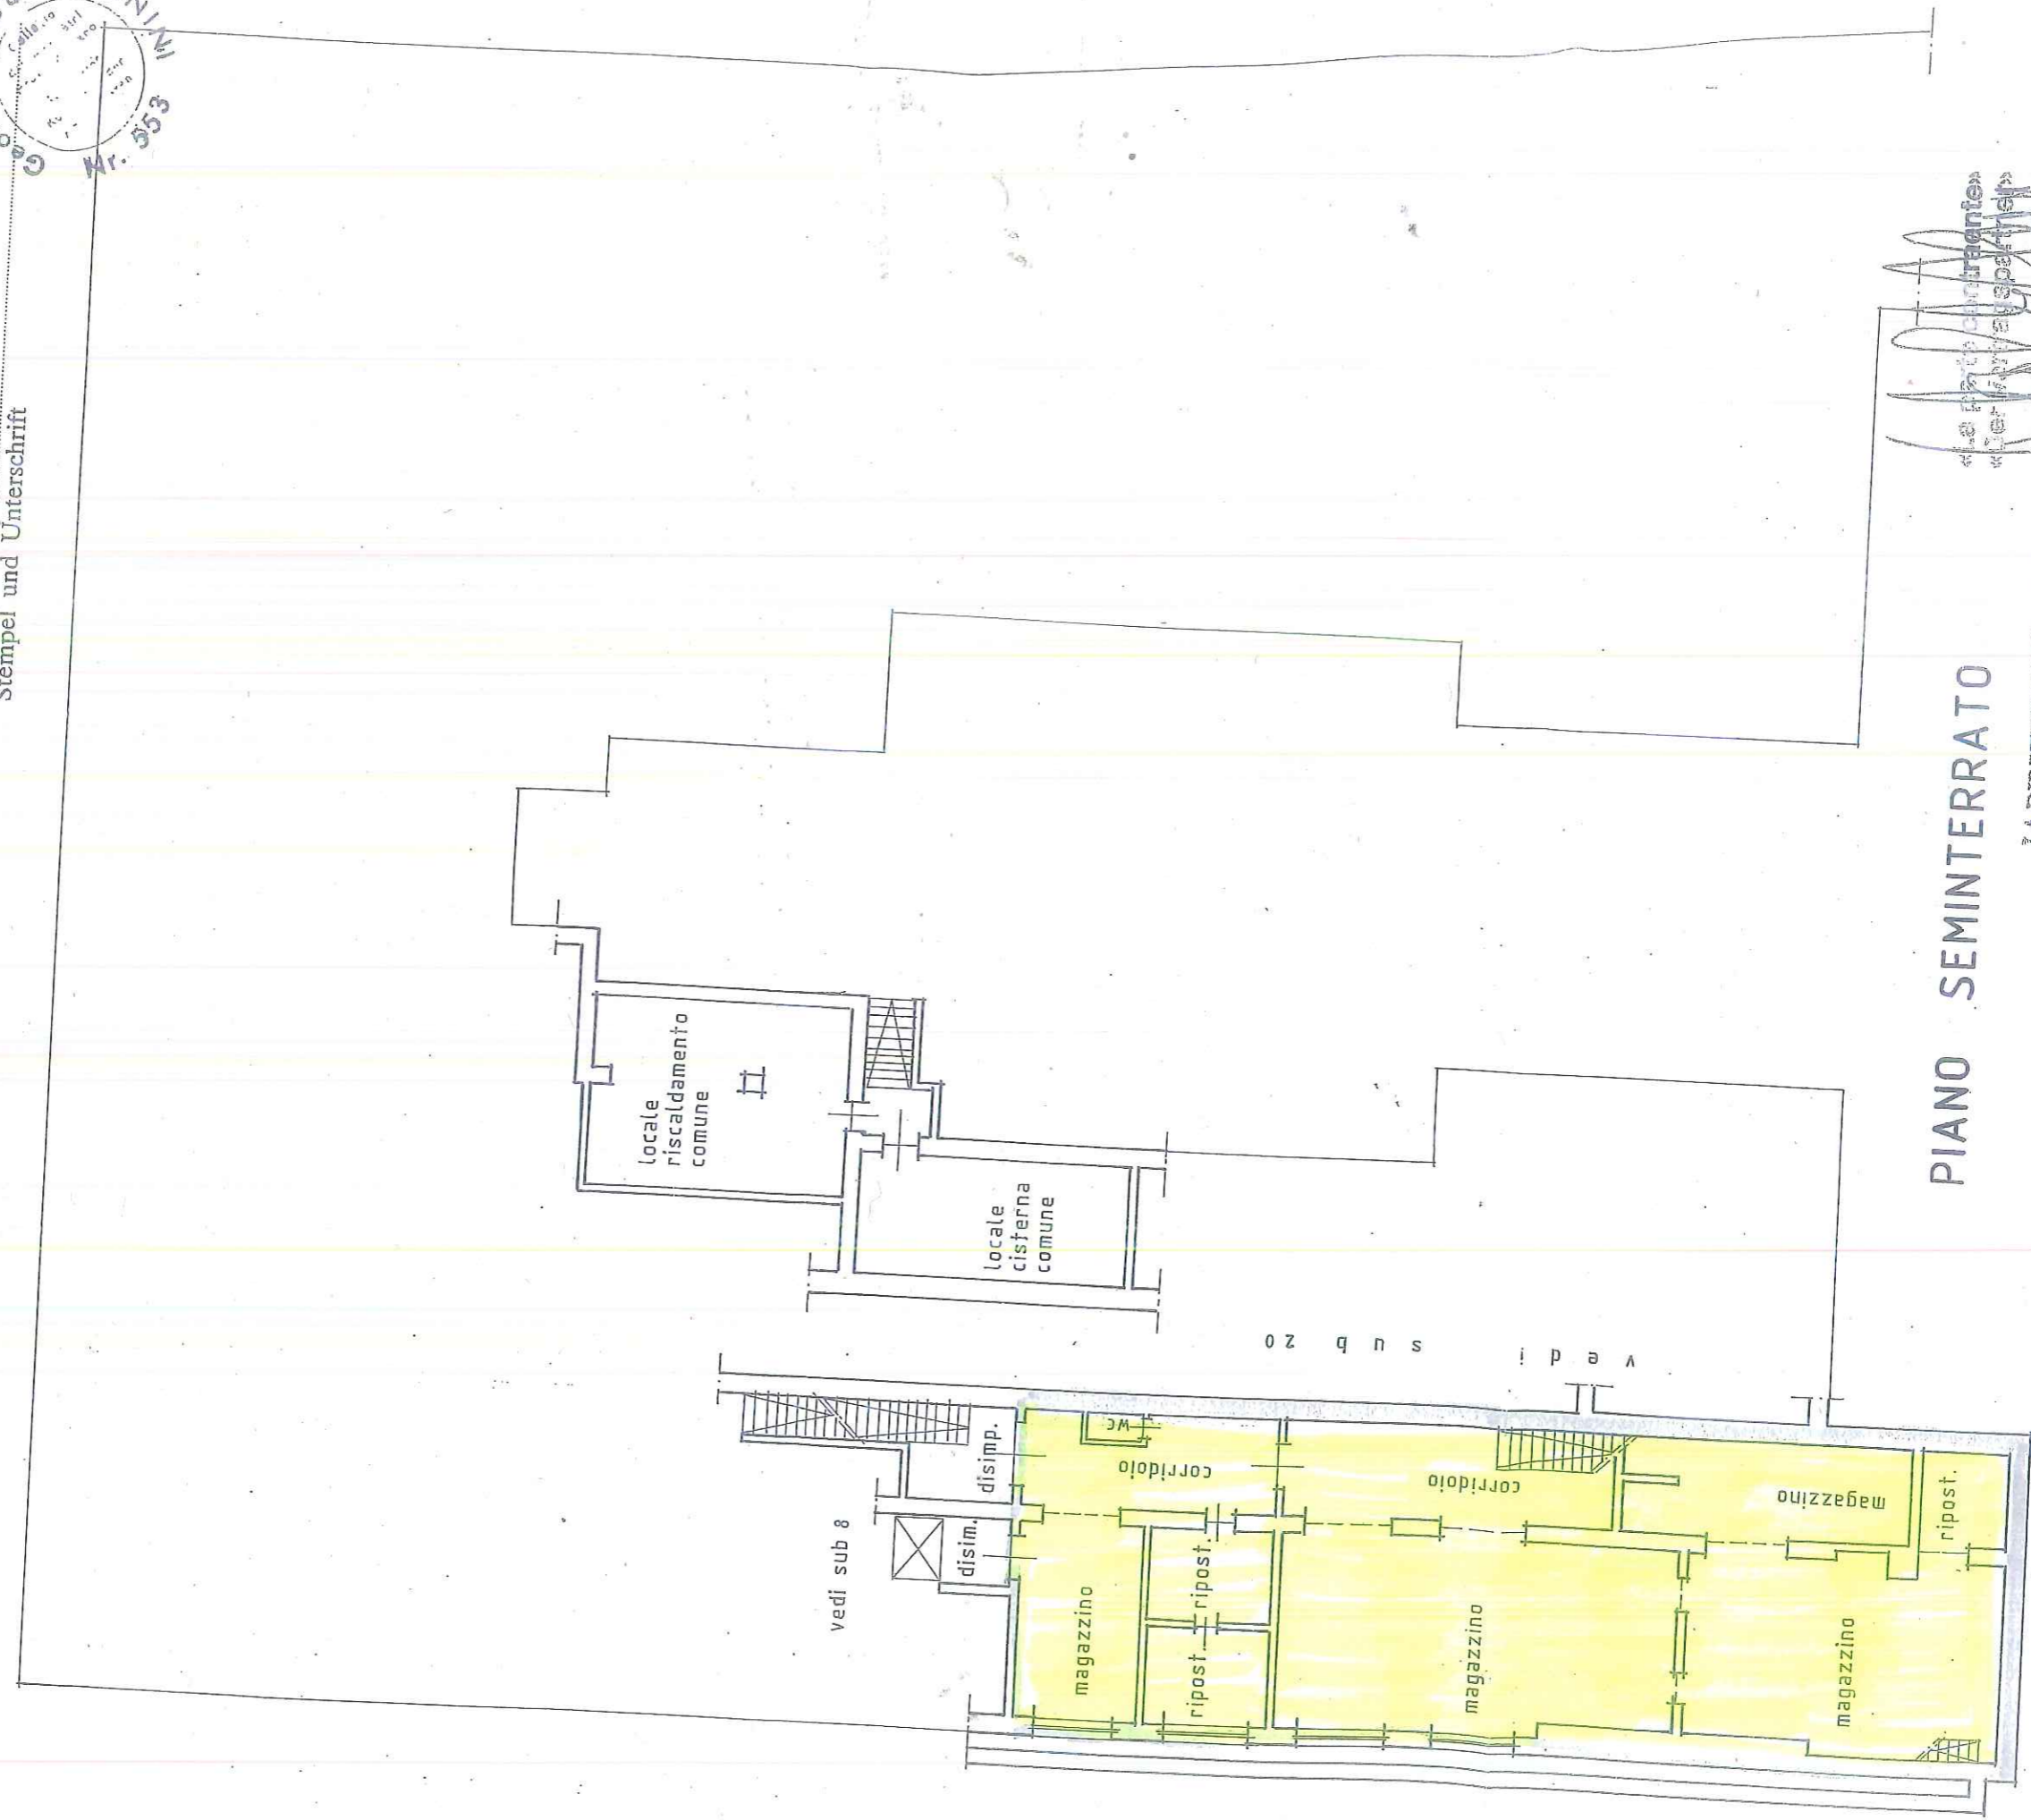 Stempel und Unterschrift
Nr. 553
locale
riscaldamento
comune
locale
cisterna
comune
vedi sub 20
disimp.
vedi sub 8
disim.
wc
corridoio
corridoio
magazzino
ripost.
magazzino
ripost.
ripost.
magazzino
magazzino
PIANO SEMINTERRATO